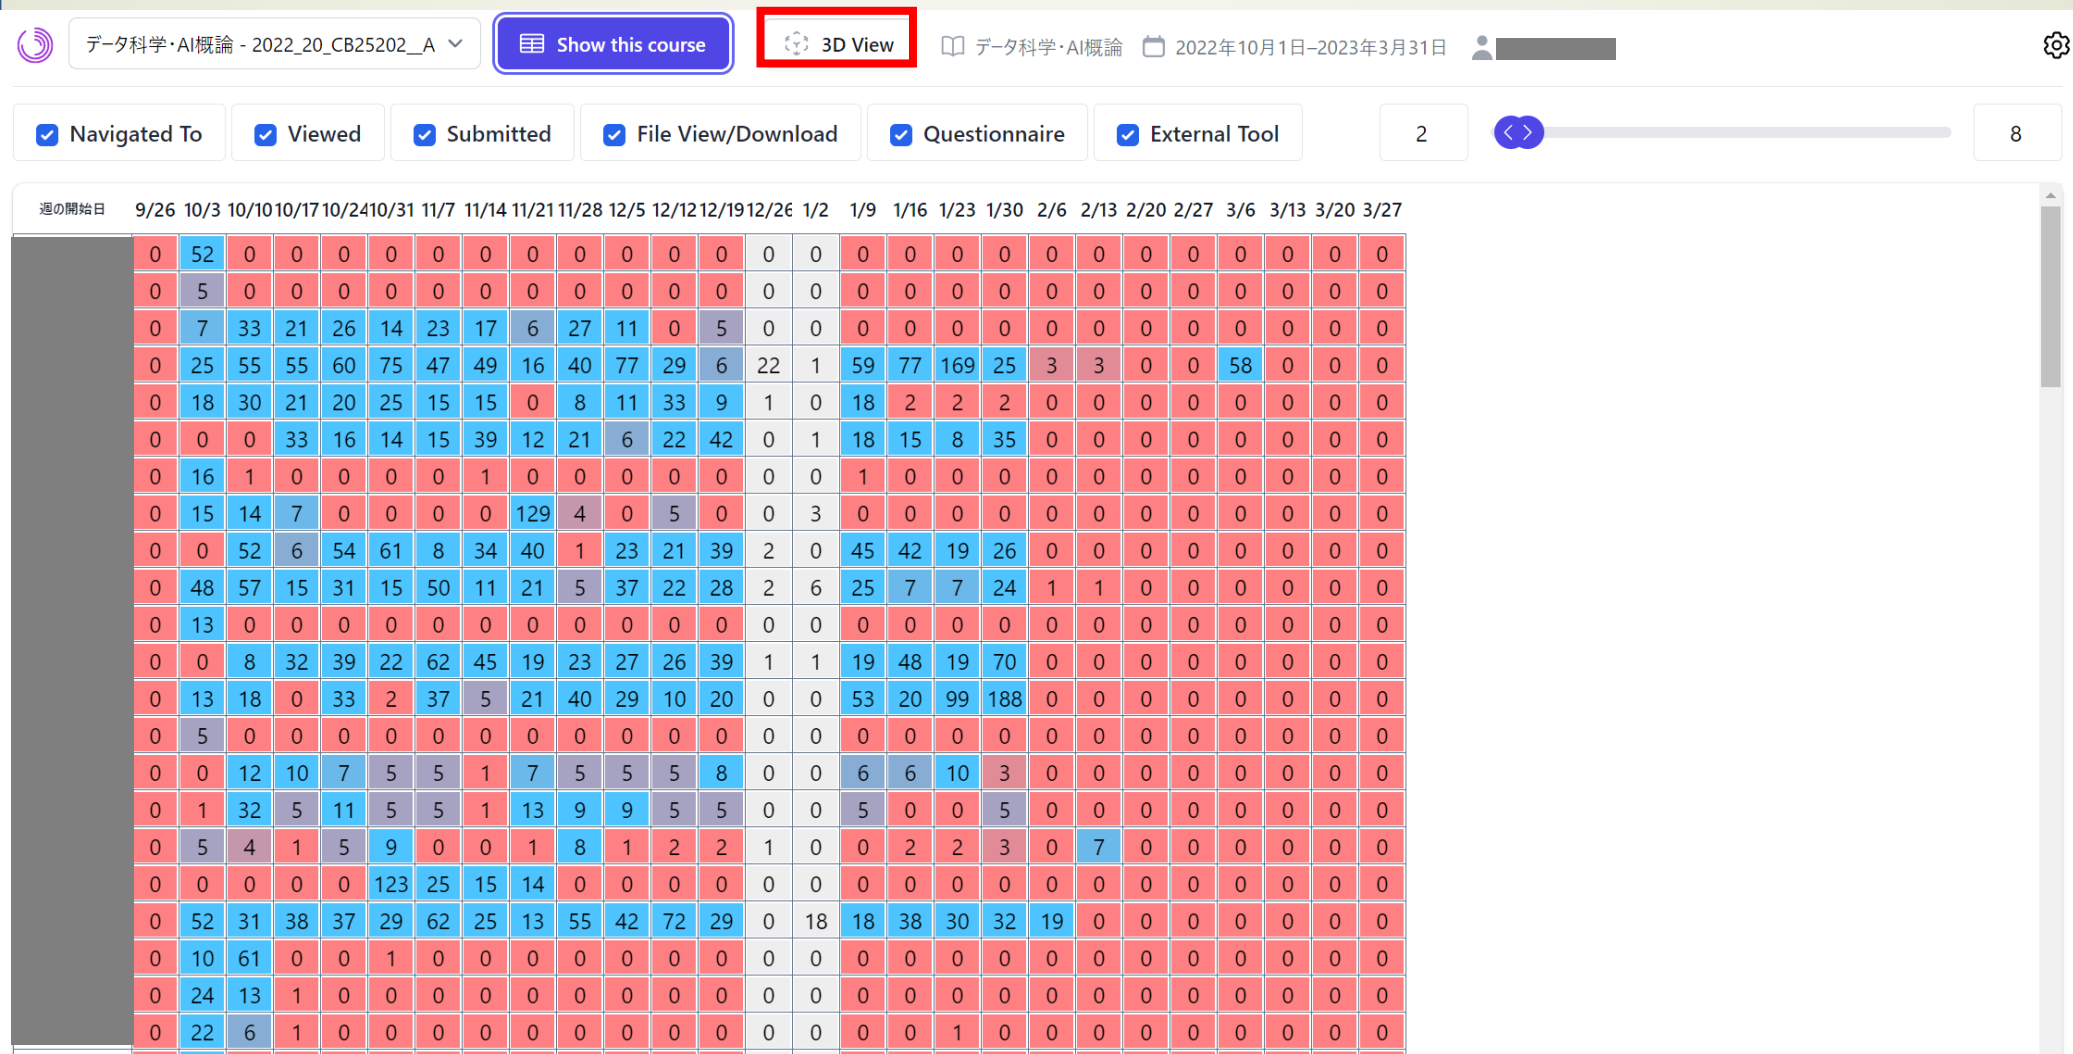 データ科学・AI概論 - 2022_20_CB25202__A Show this course 3D View データ科学・AI概論 2022年10月1日–2023年3月31日
Navigated To Viewed Submitted File View/Download Questionnaire External Tool 2 8
週の開始日 9/26 10/3 10/10 10/17 10/24 10/31 11/7 11/14 11/21 11/28 12/5 12/12 12/19 12/26 1/2 1/9 1/16 1/23 1/30 2/6 2/13 2/20 2/27 3/6 3/13 3/20 3/27
0 52 0 0 0 0 0 0 0 0 0 0 0 0 0 0 0 0 0 0 0 0 0 0 0 0 0
0 5 0 0 0 0 0 0 0 0 0 0 0 0 0 0 0 0 0 0 0 0 0 0 0 0 0
0 7 33 21 26 14 23 17 6 27 11 0 5 0 0 0 0 0 0 0 0 0 0 0 0 0 0
0 25 55 55 60 75 47 49 16 40 77 29 6 22 1 59 77 169 25 3 3 0 0 58 0 0 0
0 18 30 21 20 25 15 15 0 8 11 33 9 1 0 18 2 2 2 0 0 0 0 0 0 0 0
0 0 0 33 16 14 15 39 12 21 6 22 42 0 1 18 15 8 35 0 0 0 0 0 0 0 0
0 16 1 0 0 0 0 1 0 0 0 0 0 0 0 1 0 0 0 0 0 0 0 0 0 0 0
0 15 14 7 0 0 0 0 129 4 0 5 0 0 3 0 0 0 0 0 0 0 0 0 0 0 0
0 0 52 6 54 61 8 34 40 1 23 21 39 2 0 45 42 19 26 0 0 0 0 0 0 0 0
0 48 57 15 31 15 50 11 21 5 37 22 28 2 6 25 7 7 24 1 1 0 0 0 0 0 0
0 13 0 0 0 0 0 0 0 0 0 0 0 0 0 0 0 0 0 0 0 0 0 0 0 0 0
0 0 8 32 39 22 62 45 19 23 27 26 39 1 1 19 48 19 70 0 0 0 0 0 0 0 0
0 13 18 0 33 2 37 5 21 40 29 10 20 0 0 53 20 99 188 0 0 0 0 0 0 0 0
0 5 0 0 0 0 0 0 0 0 0 0 0 0 0 0 0 0 0 0 0 0 0 0 0 0 0
0 0 12 10 7 5 5 1 7 5 5 5 8 0 0 6 6 10 3 0 0 0 0 0 0 0 0
0 1 32 5 11 5 5 1 13 9 9 5 5 0 0 5 0 0 5 0 0 0 0 0 0 0 0
0 5 4 1 5 9 0 0 1 8 1 2 2 1 0 0 2 2 3 0 7 0 0 0 0 0 0
0 0 0 0 0 123 25 15 14 0 0 0 0 0 0 0 0 0 0 0 0 0 0 0 0 0 0
0 52 31 38 37 29 62 25 13 55 42 72 29 0 18 18 38 30 32 19 0 0 0 0 0 0 0
0 10 61 0 0 1 0 0 0 0 0 0 0 0 0 0 0 0 0 0 0 0 0 0 0 0 0
0 24 13 1 0 0 0 0 0 0 0 0 0 0 0 0 0 0 0 0 0 0 0 0 0 0 0
0 22 6 1 0 0 0 0 0 0 0 0 0 0 0 0 0 1 0 0 0 0 0 0 0 0 0